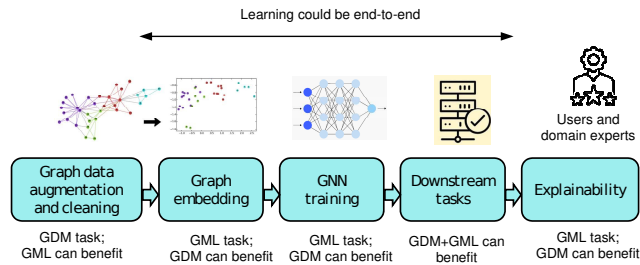 Learning could be end-to-end
Users and
domain experts
Graph data
augmentation
and cleaning
Graph
embedding
GNN
training
Downstream
tasks
Explainability
GDM task;
GML can benefit
GML task;
GDM can benefit
GML task;
GDM can benefit
GDM+GML can
benefit
GML task;
GDM can benefit